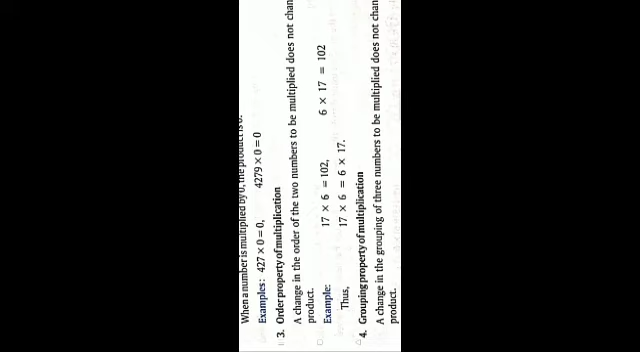 When a number is multiplied by 0, the product is 0.
Examples: 427 × 0 = 0, 4279 × 0 = 0
3. Order property of multiplication
A change in the order of the two numbers to be multiplied does not chan
product.
Example: 17 × 6 = 102, 6 × 17 = 102
Thus, 17 × 6 = 6 × 17.
4. Grouping property of multiplication
A change in the grouping of three numbers to be multiplied does not chan
product.